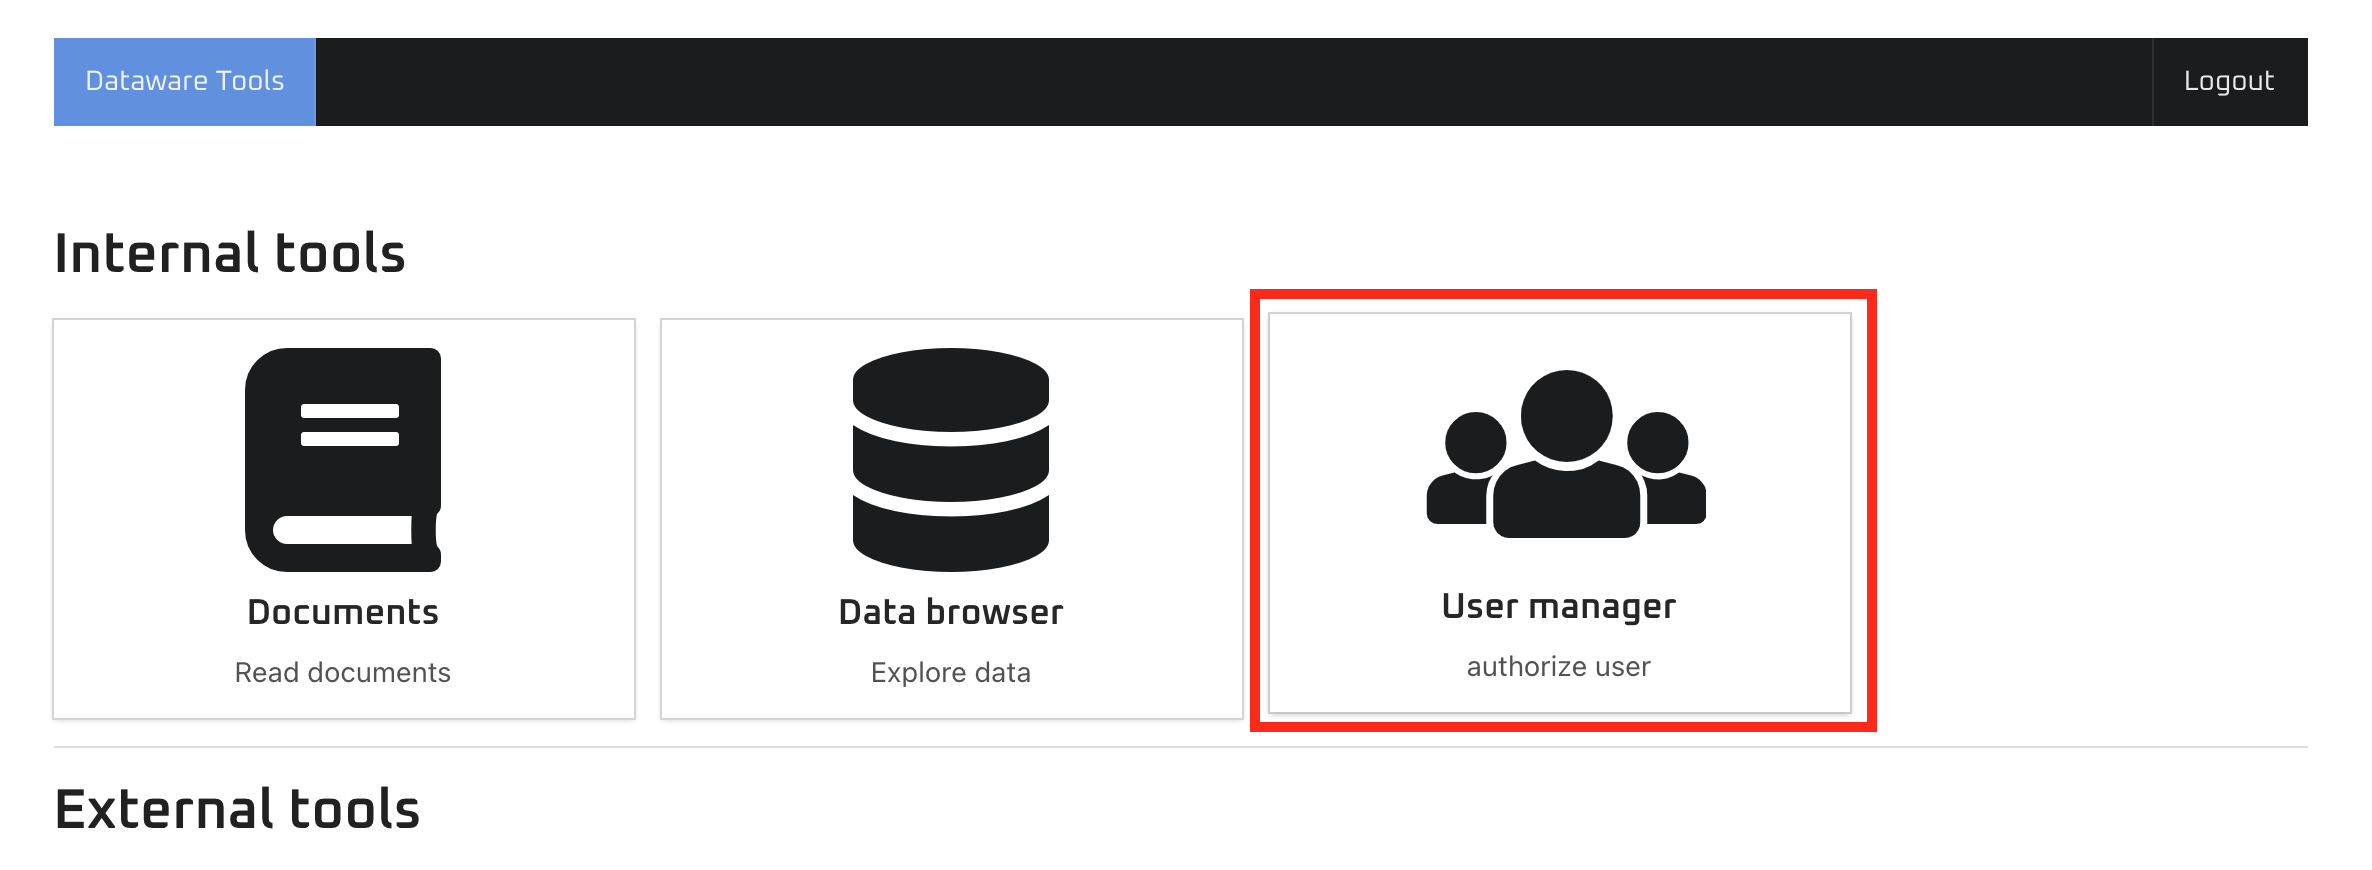 Dataware Tools
Logout
Internal tools
Documents
Read documents
Data browser
Explore data
User manager
authorize user
External tools